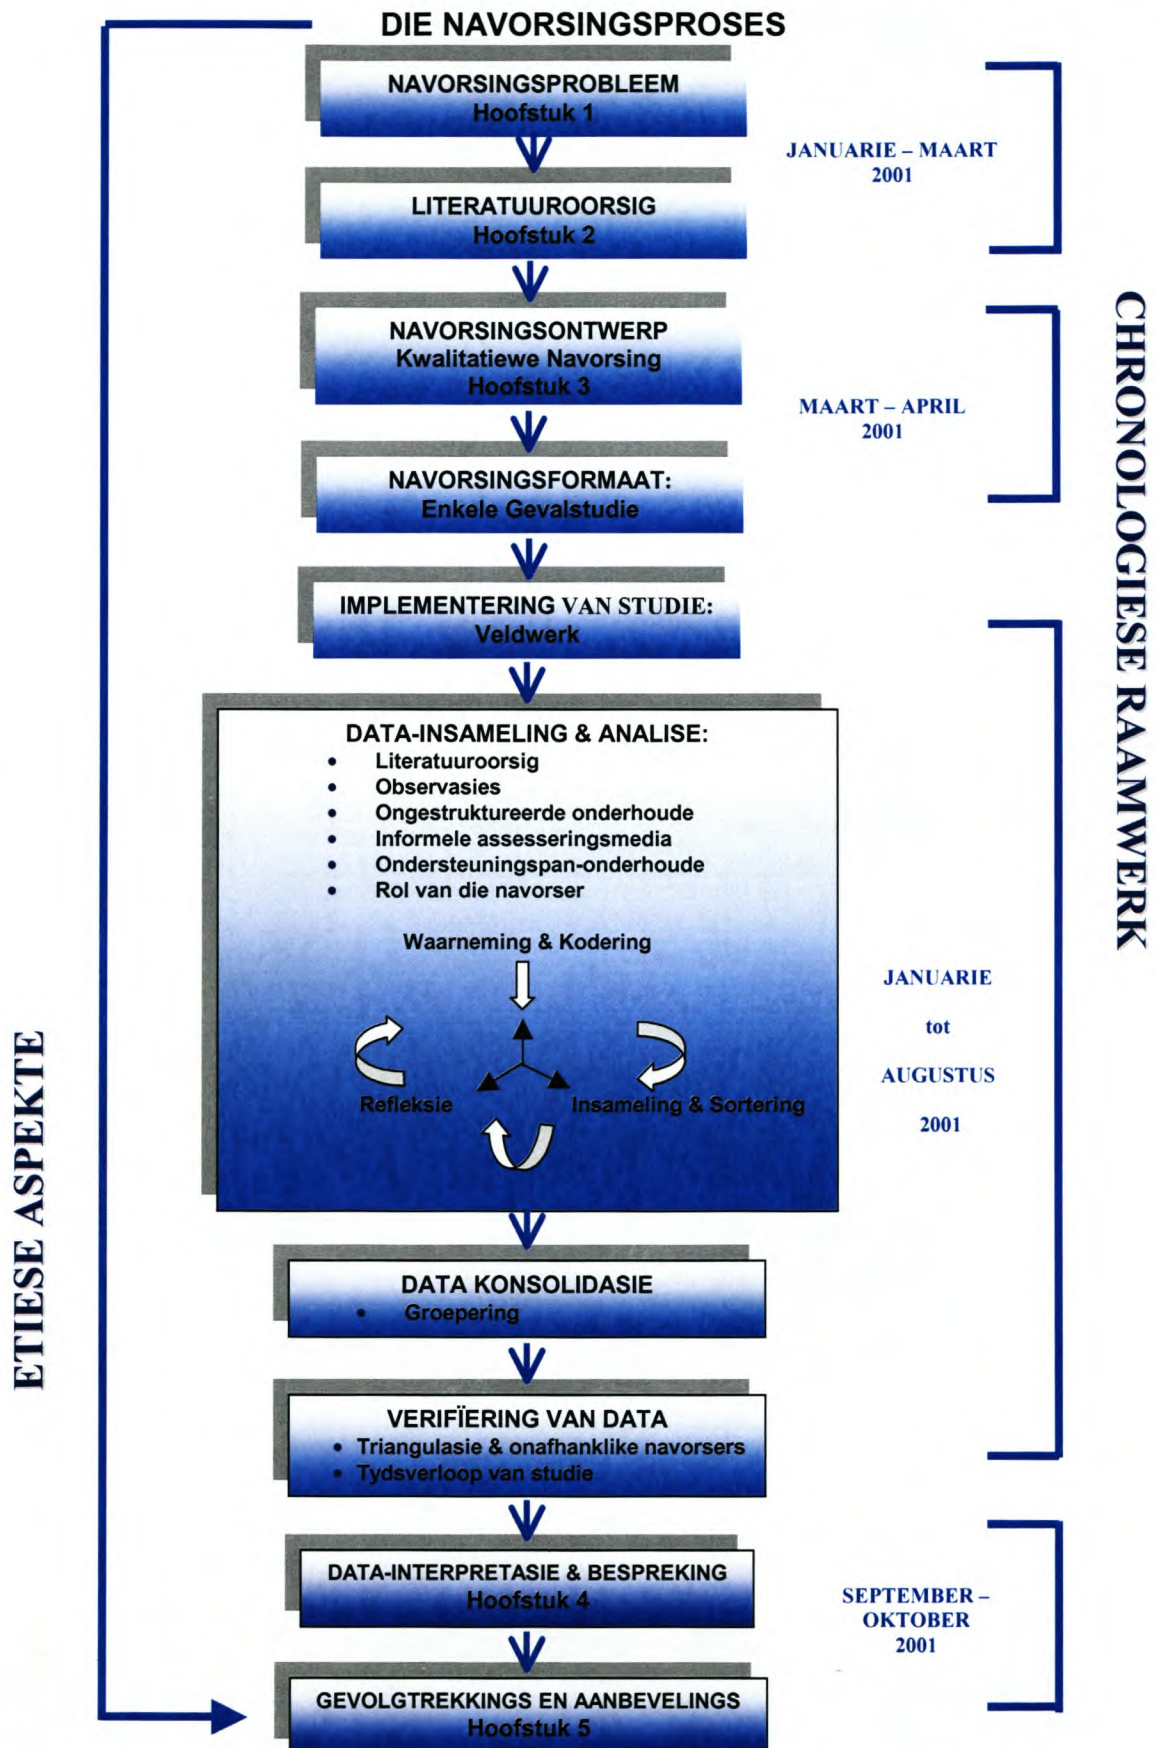 DIE NAVORSINGSPROSES
NAVORSINGSPROBLEEM
Hoofstuk 1
JANUARIE – MAART
2001
LITERATUUROORSIG
Hoofstuk 2
NAVORSINGSONTWERP
Kwalitatiewe Navorsing
Hoofstuk 3
MAART – APRIL
2001
NAVORSINGSFORMAAT:
Enkele Gevalstudie
IMPLEMENTERING VAN STUDIE:
Veldwerk
DATA-INSAMELING & ANALISE:
• Literatuuroorsig
• Observasies
• Ongestruktureerde onderhoude
• Informele assesseringsmedia
• Ondersteuningspan-onderhoude
• Rol van die navorser
Waarneming & Kodering
Refleksie
Insameling & Sortering
JANUARIE
tot
AUGUSTUS
2001
DATA KONSOLIDASIE
• Groepering
VERIFÏERING VAN DATA
• Triangulasie & onafhanklike navorsers
• Tydsverloop van studie
DATA-INTERPRETASIE & BESPREKING
Hoofstuk 4
SEPTEMBER –
OKTOBER
2001
GEVOLGTREKKINGS EN AANBEVELINGS
Hoofstuk 5
ETIESE ASPEKTE
CHRONOLOGIESE RAAMWERK